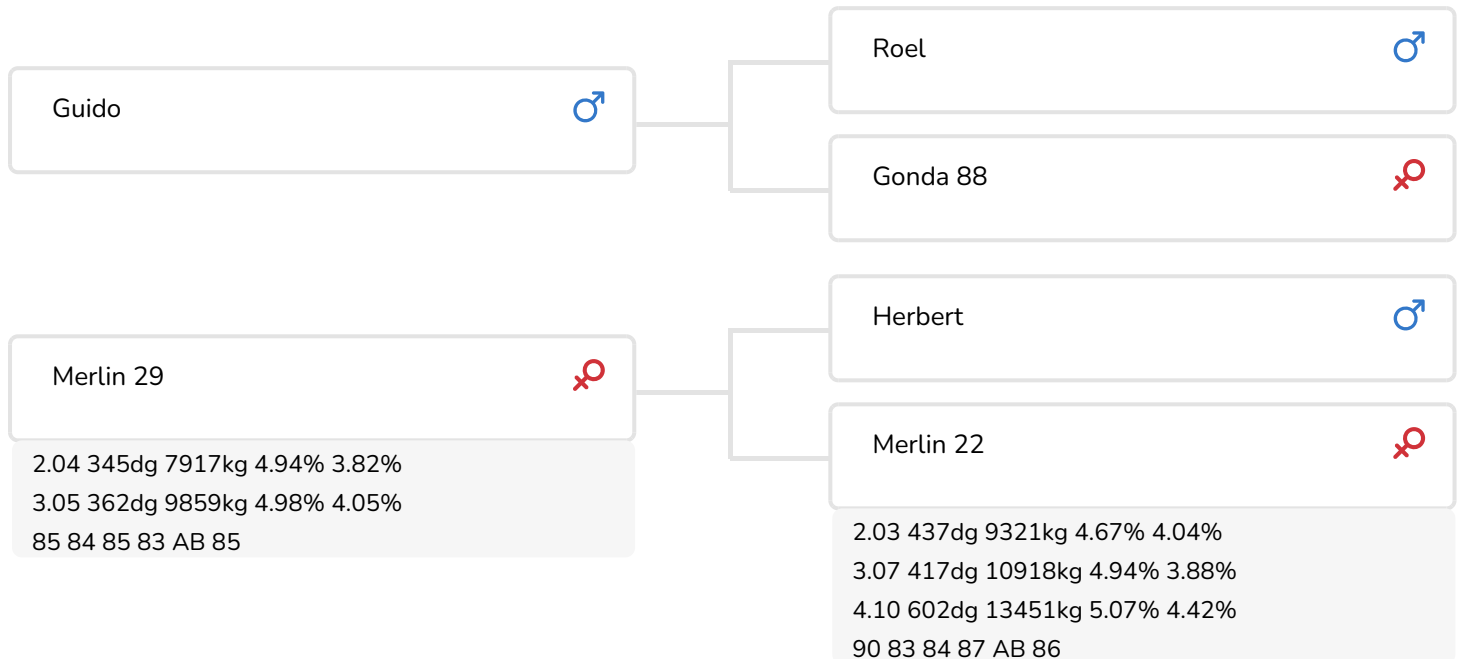 Guido
Roel
Gonda 88
Merlin 29
2.04 345dg 7917kg 4.94% 3.82%
3.05 362dg 9859kg 4.98% 4.05%
85 84 85 83 AB 85
Herbert
Merlin 22
2.03 437dg 9321kg 4.67% 4.04%
3.07 417dg 10918kg 4.94% 3.88%
4.10 602dg 13451kg 5.07% 4.42%
90 83 84 87 AB 86